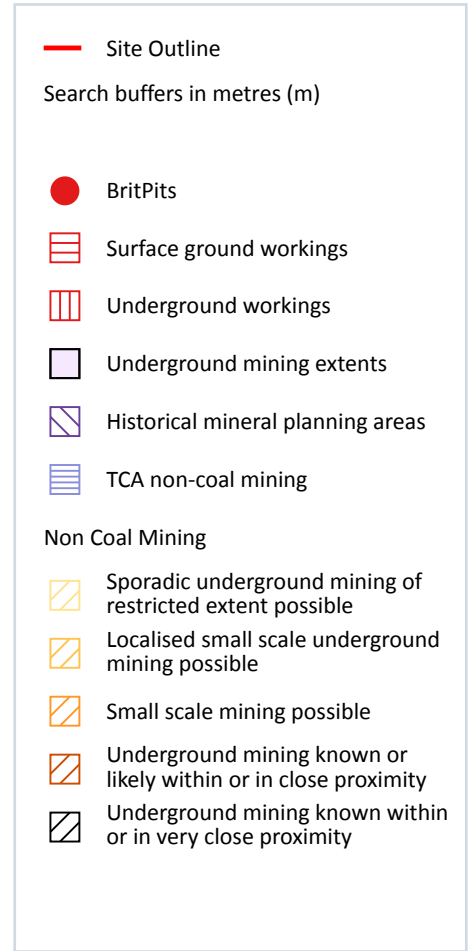 Site Outline
Search buffers in metres (m)
BritPits
Surface ground workings
Underground workings
Underground mining extents
Historical mineral planning areas
TCA non-coal mining
Non Coal Mining
Sporadic underground mining of
restricted extent possible
Localised small scale underground
mining possible
Small scale mining possible
Underground mining known or
likely within or in close proximity
Underground mining known within
or in very close proximity